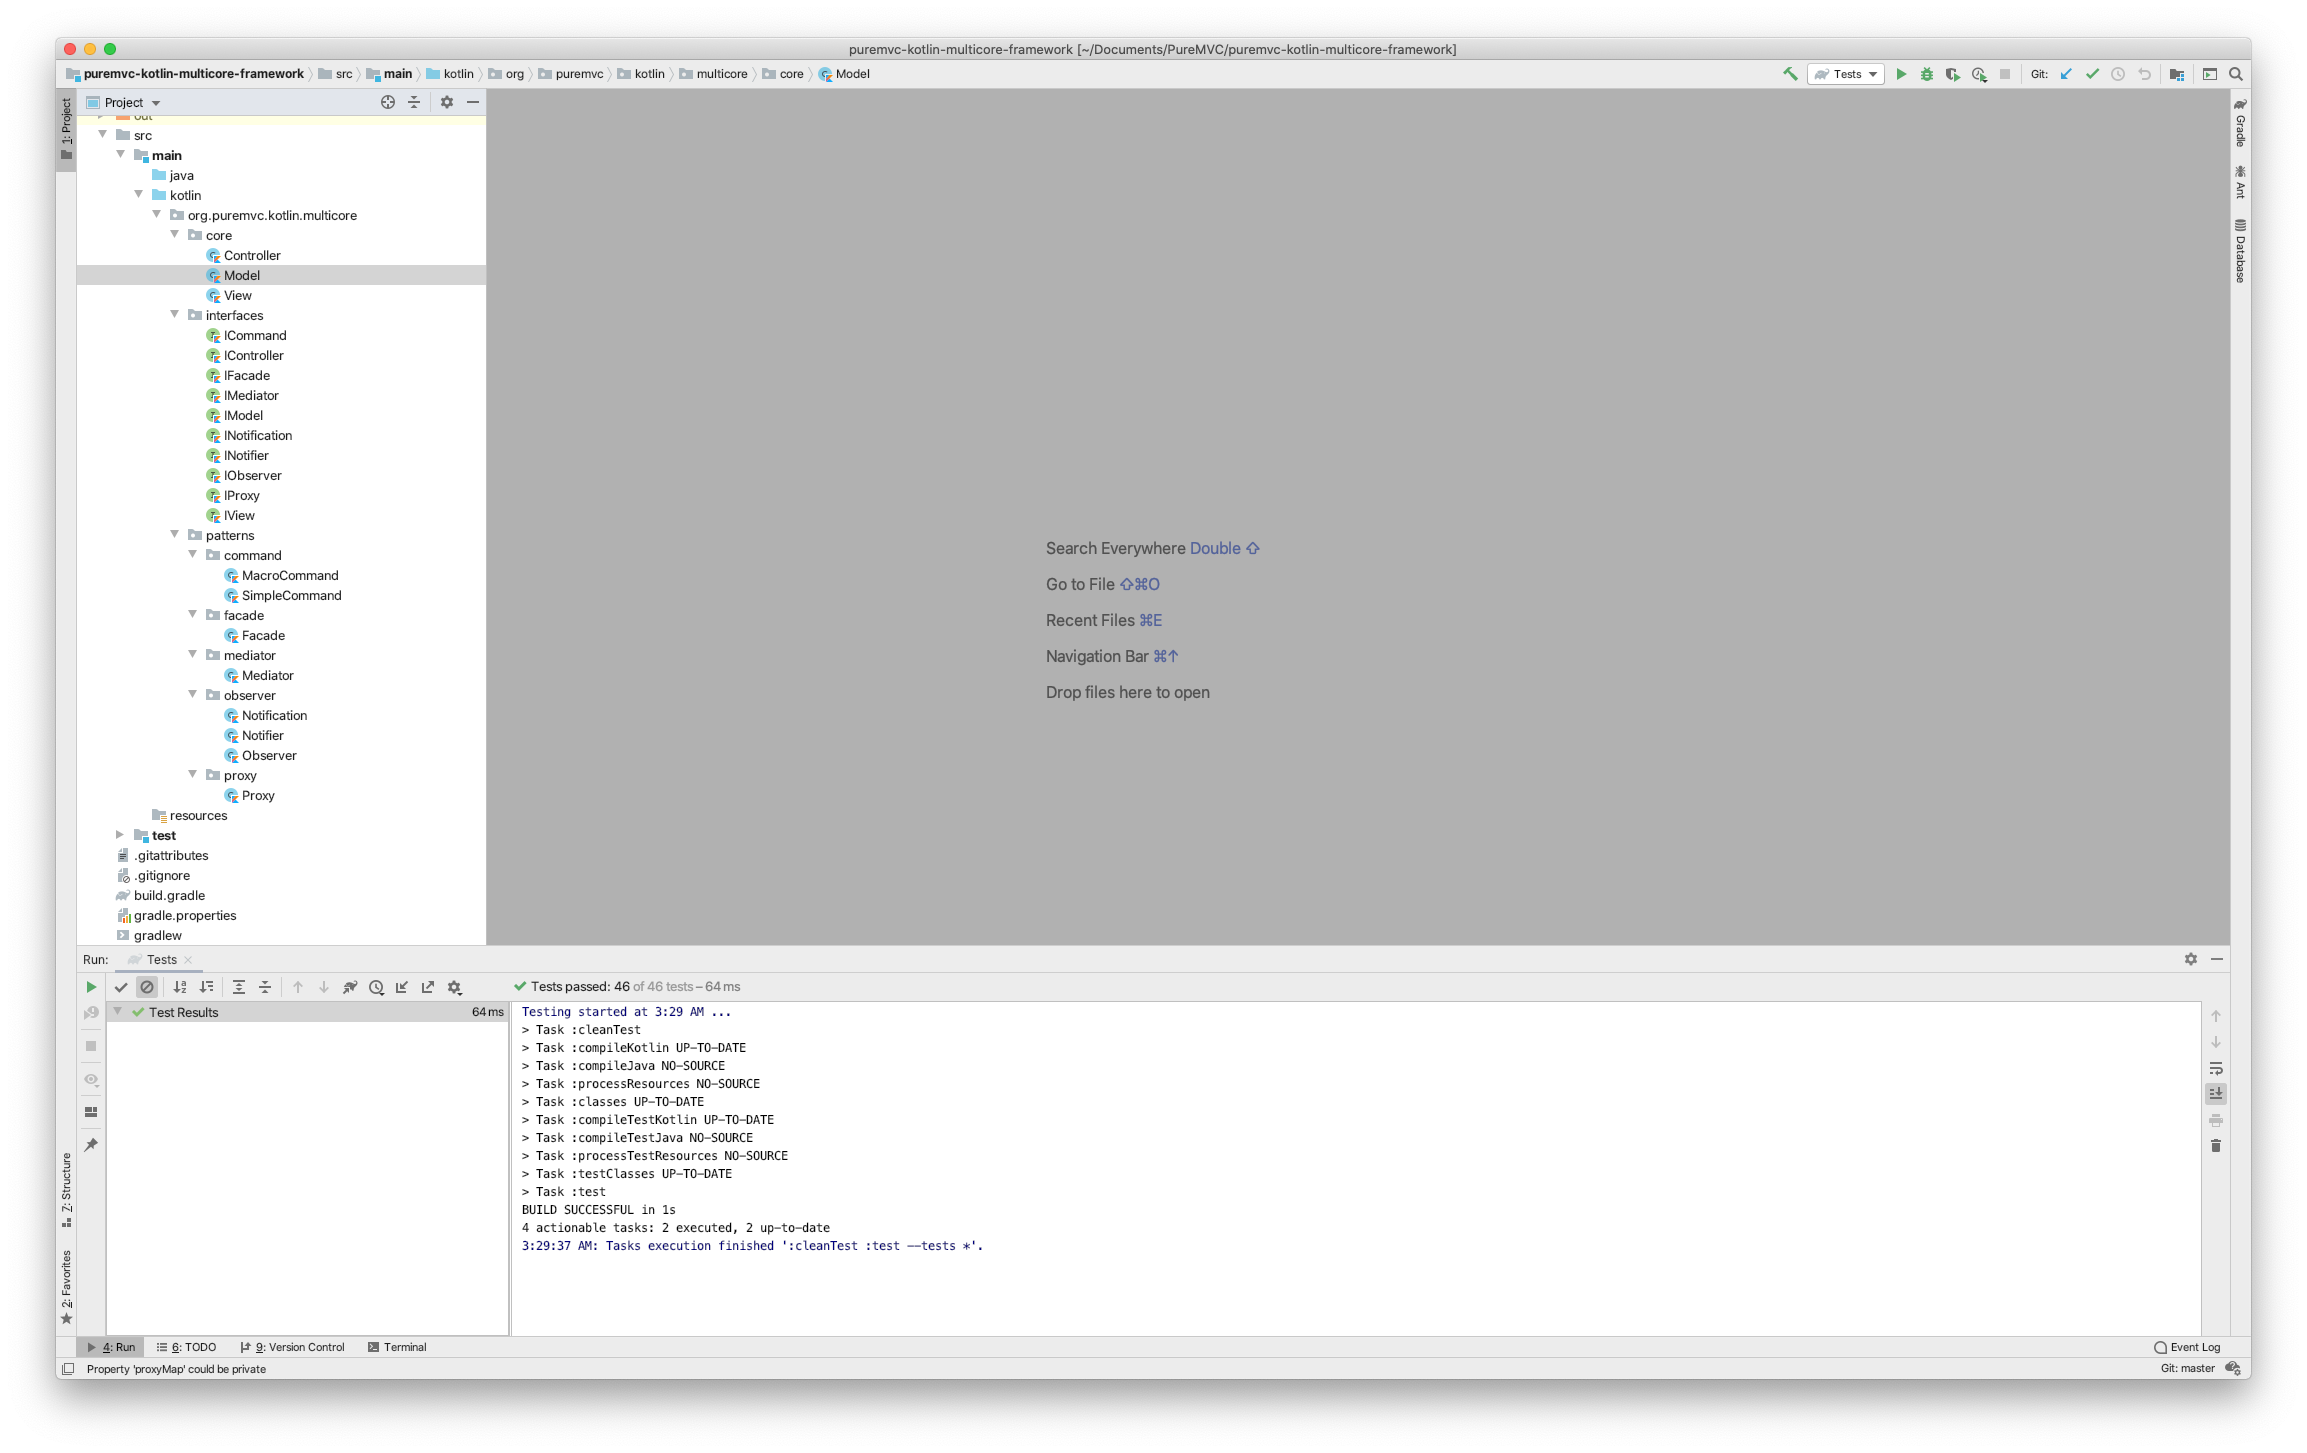 puremvc-kotlin-multicore-framework [~/Documents/PureMVC/puremvc-kotlin-multicore-framework]
puremvc-kotlin-multicore-framework src main kotlin org puremvc kotlin multicore core Model
Tests
Git:
1: Project
Project
out
src
main
java
kotlin
org.puremvc.kotlin.multicore
core
Controller
Model
View
interfaces
ICommand
IController
IFacade
IMediator
IModel
INotification
INotifier
IObserver
IProxy
IView
patterns
command
MacroCommand
SimpleCommand
facade
Facade
mediator
Mediator
observer
Notification
Notifier
Observer
proxy
Proxy
resources
test
.gitattributes
.gitignore
build.gradle
gradle.properties
gradlew
Search Everywhere Double ⇧
Go to File ⇧⌘O
Recent Files ⌘E
Navigation Bar ⌘↑
Drop files here to open
Gradle
Ant
Database
Run: Tests
Tests passed: 46 of 46 tests – 64 ms
Test Results 64 ms
Testing started at 3:29 AM ...
> Task :cleanTest
> Task :compileKotlin UP-TO-DATE
> Task :compileJava NO-SOURCE
> Task :processResources NO-SOURCE
> Task :classes UP-TO-DATE
> Task :compileTestKotlin UP-TO-DATE
> Task :compileTestJava NO-SOURCE
> Task :processTestResources NO-SOURCE
> Task :testClasses UP-TO-DATE
> Task :test
BUILD SUCCESSFUL in 1s
4 actionable tasks: 2 executed, 2 up-to-date
3:29:37 AM: Tasks execution finished ':cleanTest :test --tests *'.
Z: Structure
2: Favorites
4: Run 6: TODO 9: Version Control Terminal
Event Log
Property 'proxyMap' could be private
Git: master